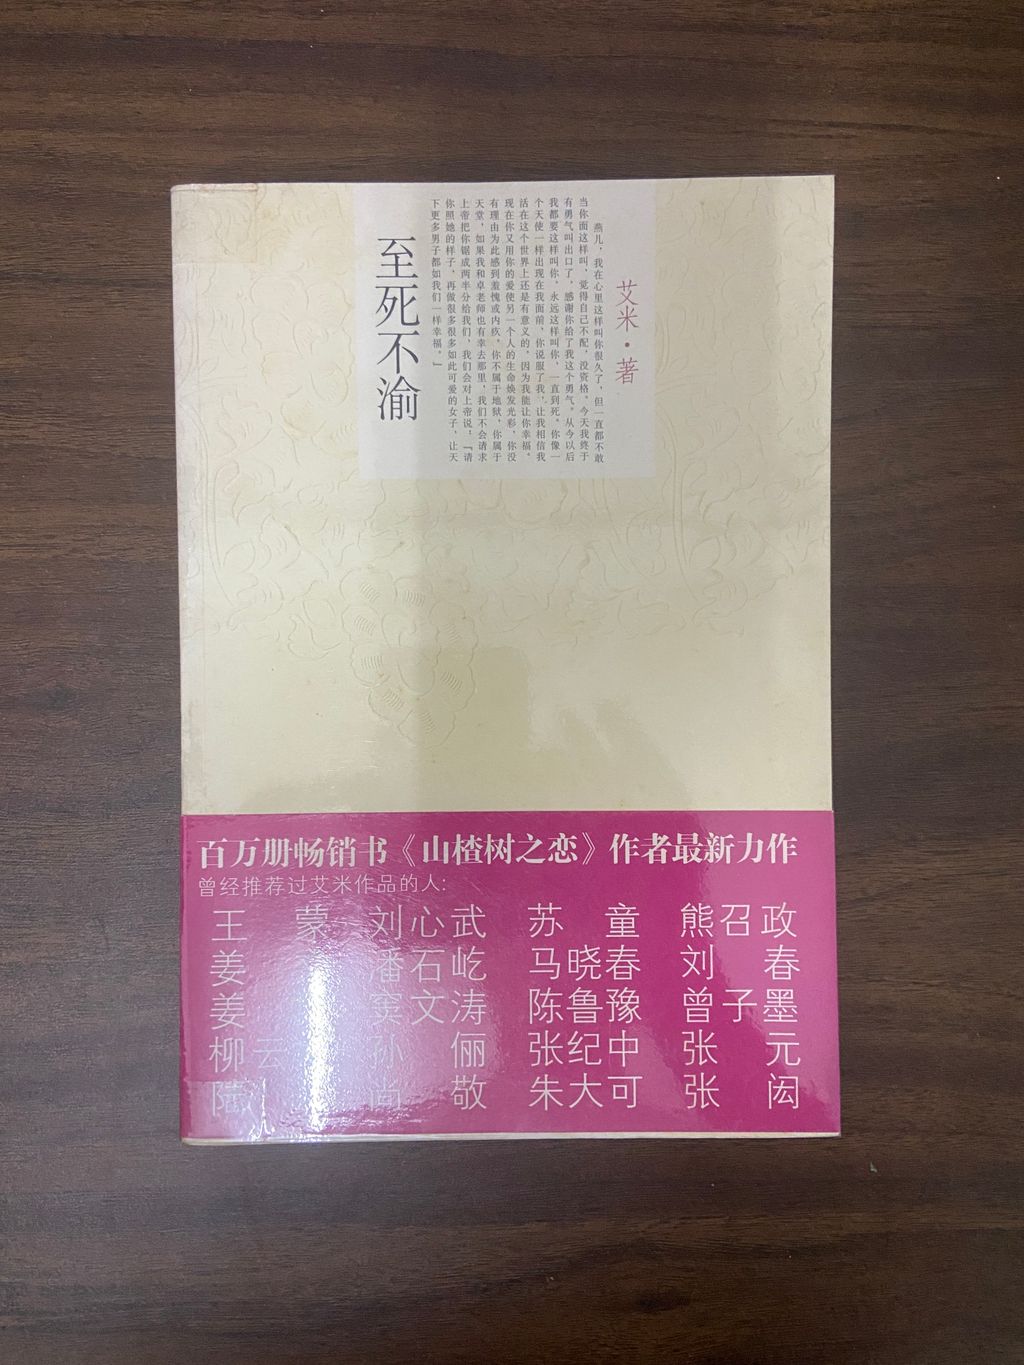 艾米·著
燕儿，我在心里这样叫你很久了，但一直都不敢
当你面这样叫，觉得自己不配，没资格。今天我终于
有勇气叫出口了，感谢你给了我这个勇气。从今以后
我都要这样叫你，永远这样叫你，一直到死。你像一
个天使一样出现在我面前，你说服了我，让我相信我
活在这个世界上还是有意义的，因为我能让你幸福。
现在你又用你的爱使另一个人的生命焕发光彩，你没
有理由为此感到羞愧或内疚。你不属于地狱，你属于
天堂，如果我和卓老师也有幸去那里，我们不会请求
上帝把你锯成两半分给我们，我们会对上帝说：“请
你照她的样子，再做很多很多如此可爱的女子，让天
下更多男子都如我们一样幸福。”
至死不渝
百万册畅销书《山楂树之恋》作者最新力作
曾经推荐过艾米作品的人:
王 蒙 刘心武 苏 童 熊召政
姜 潘石屹 马晓春 刘 春
姜 窦文涛 陈鲁豫 曾子墨
柳云 孙 俪 张纪中 张 元
陆 尚 敬 朱大可 张 闳